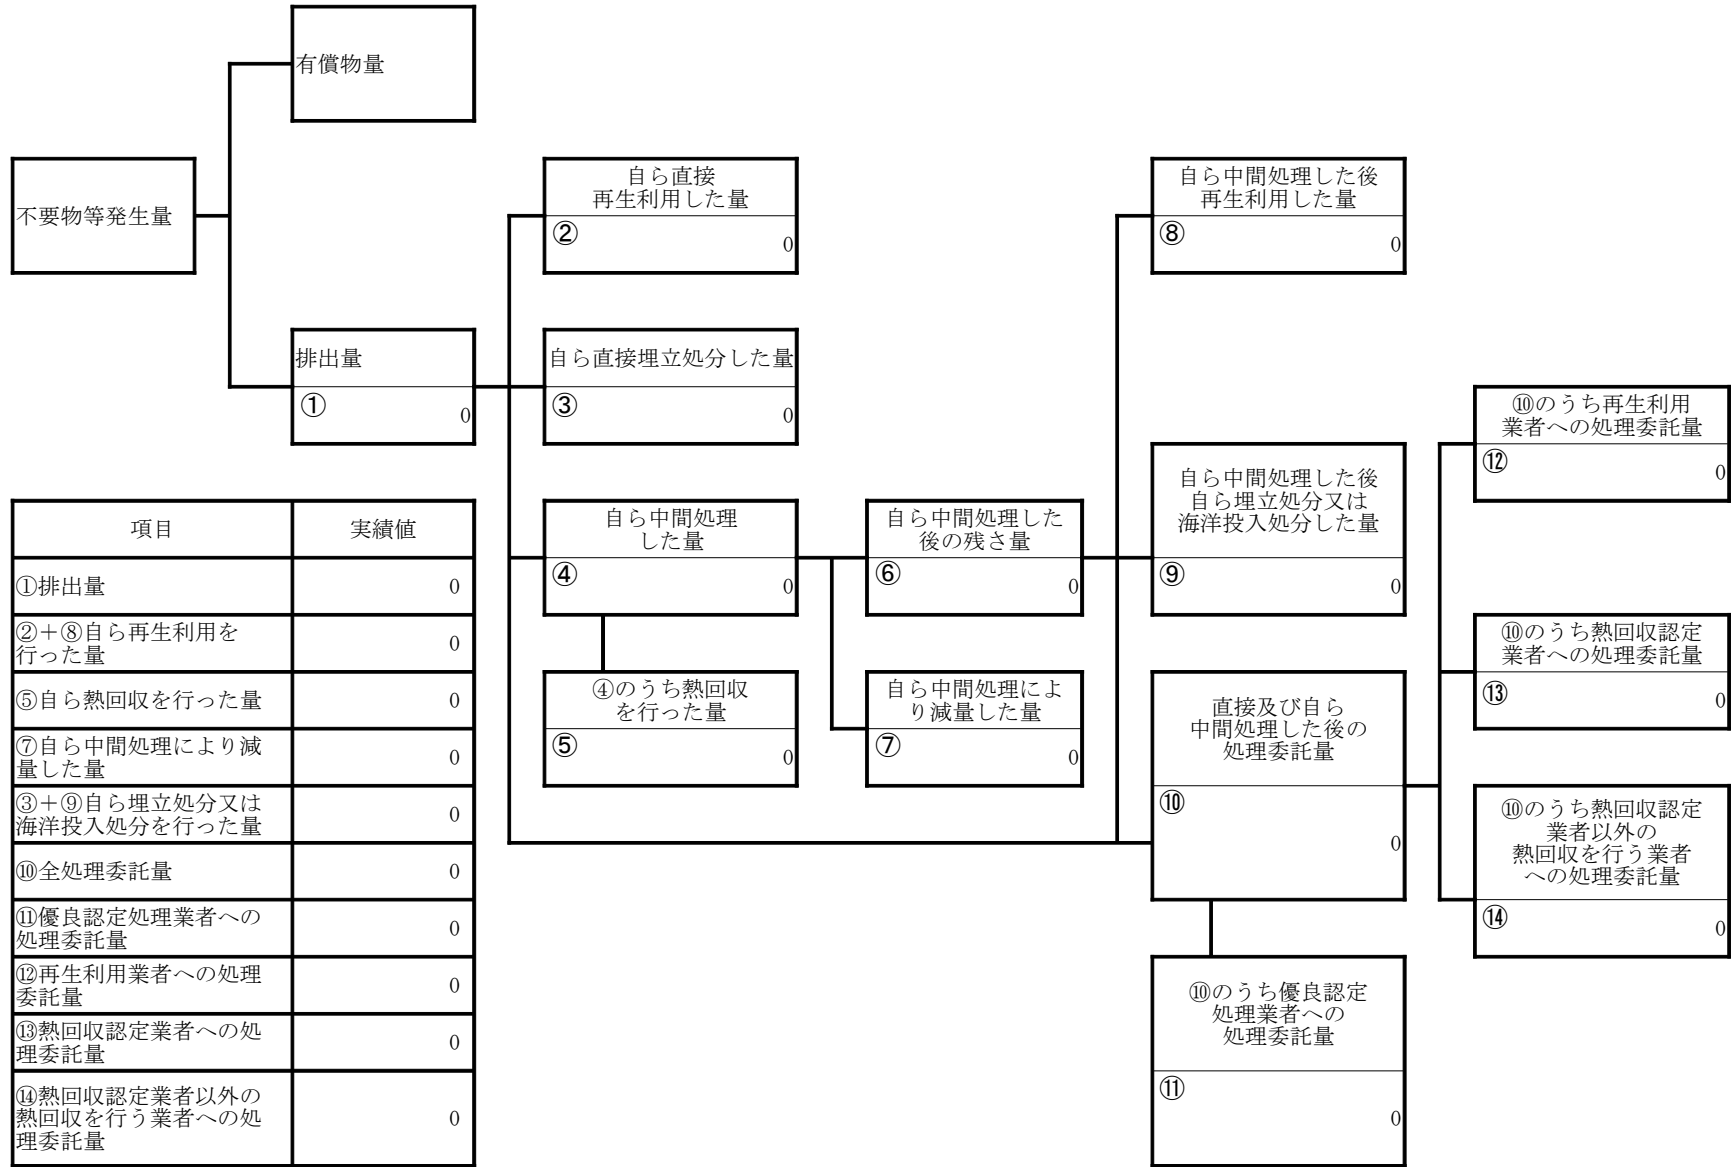 有償物量
不要物等発生量
自ら直接
再生利用した量
②
0
自ら中間処理した後
再生利用した量
⑧
0
排出量
①
0
自ら直接埋立処分した量
③
0
自ら中間処理
した量
④
0
自ら中間処理した
後の残さ量
⑥
0
自ら中間処理した後
自ら埋立処分又は
海洋投入処分した量
⑨
0
⑩のうち再生利用
業者への処理委託量
⑫
0
④のうち熱回収
を行った量
⑤
0
自ら中間処理によ
り減量した量
⑦
0
直接及び自ら
中間処理した後の
処理委託量
⑩
0
⑩のうち熱回収認定
業者への処理委託量
⑬
0
⑩のうち熱回収認定
業者以外の
熱回収を行う業者
への処理委託量
⑭
0
⑩のうち優良認定
処理業者への
処理委託量
⑪
0
項目 実績値
①排出量 0
②+⑧自ら再生利用を
行った量 0
⑤自ら熱回収を行った量 0
⑦自ら中間処理により減
量した量 0
③+⑨自ら埋立処分又は
海洋投入処分を行った量 0
⑩全処理委託量 0
⑪優良認定処理業者への
処理委託量 0
⑫再生利用業者への処理
委託量 0
⑬熱回収認定業者への処
理委託量 0
⑭熱回収認定業者以外の
熱回収を行う業者への処
理委託量 0